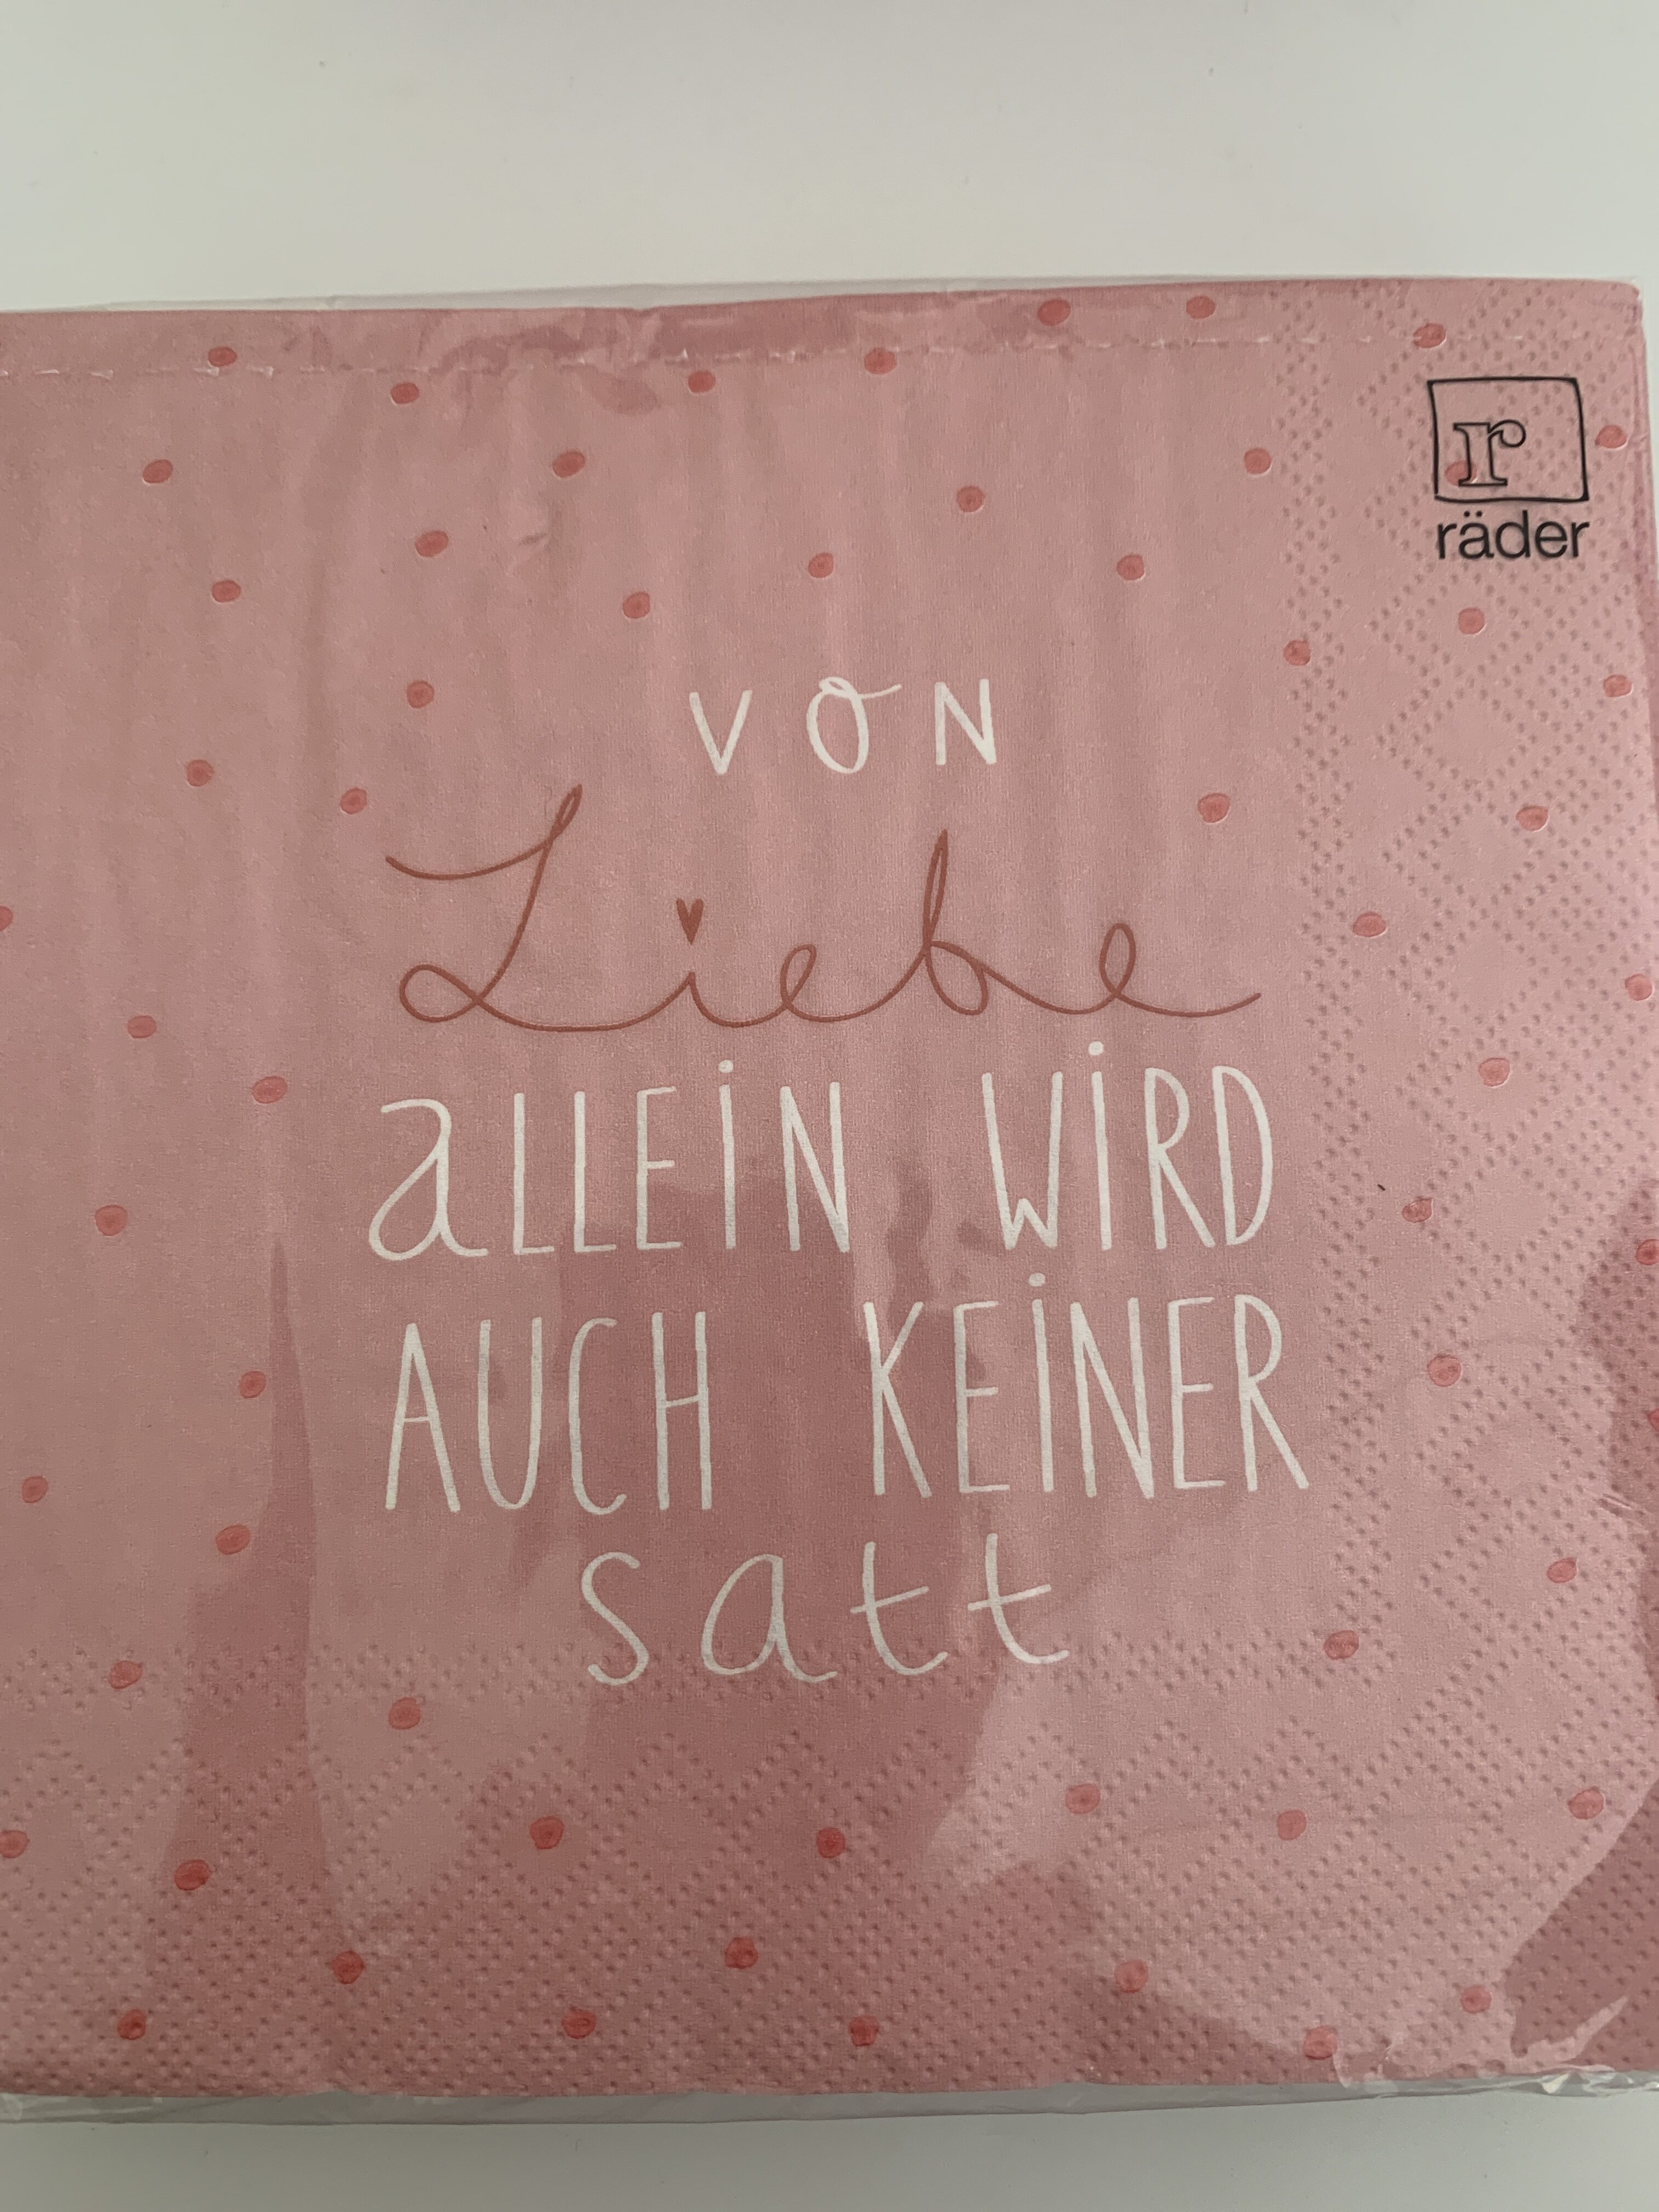 r
räder
von
Liebe
allein WIRD
AUCH KEINER
satt